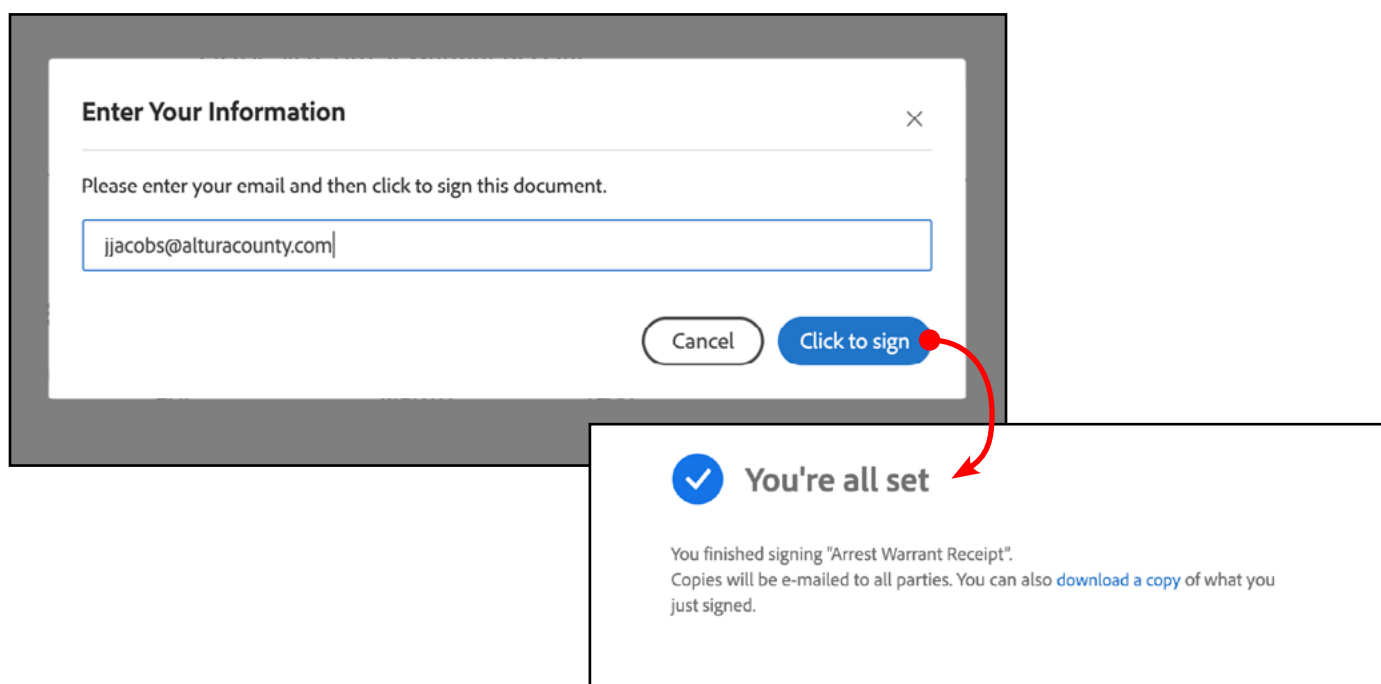 Enter Your Information
Please enter your email and then click to sign this document.
jjacobs@alturacounty.com
Cancel
Click to sign
You're all set
You finished signing "Arrest Warrant Receipt".
Copies will be e-mailed to all parties. You can also download a copy of what you
just signed.